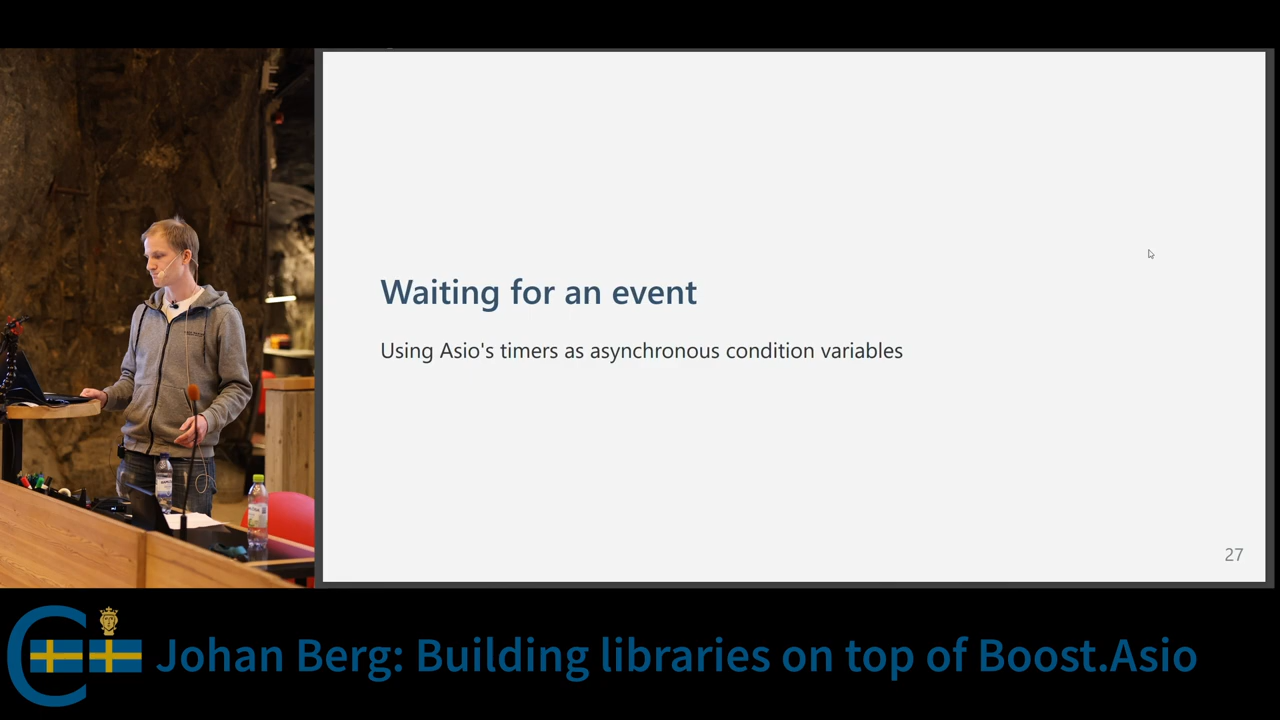 Waiting for an event
Using Asio's timers as asynchronous condition variables
27
Johan Berg: Building libraries on top of Boost.Asio